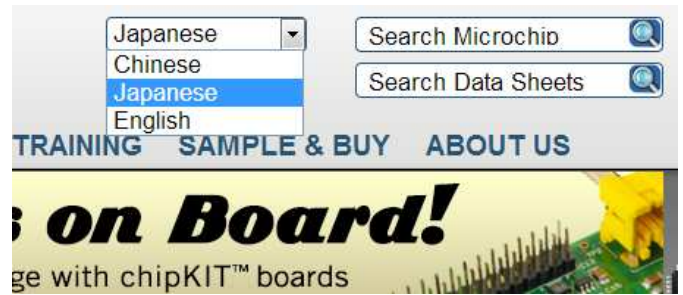 Japanese
Search Microchip
Chinese
Japanese
English
Search Data Sheets
TRAINING SAMPLE & BUY ABOUT US
on Board!
with chipKIT™ boards